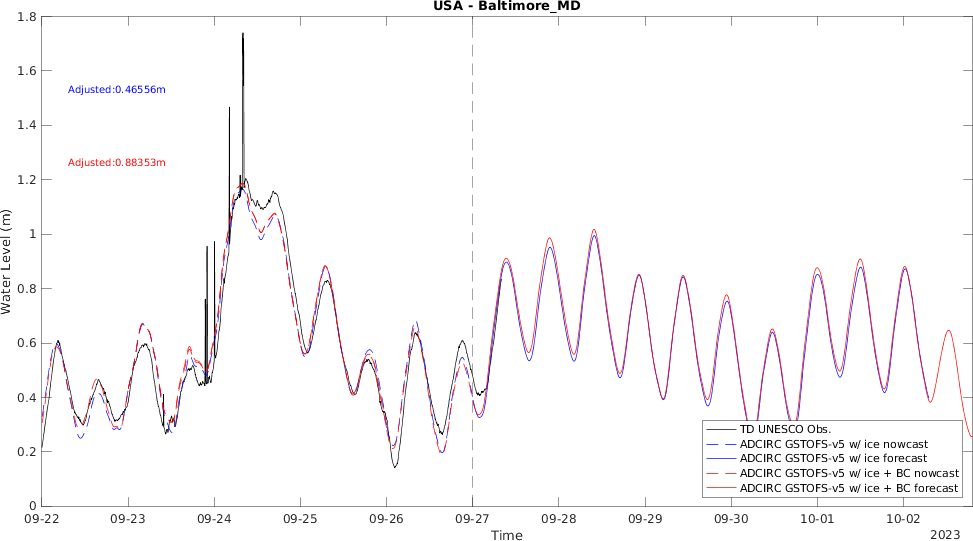 USA - Baltimore_MD
1.8
1.6
1.4
1.2
1
0.8
0.6
0.4
0.2
0
Water Level (m)
Adjusted:0.46556m
Adjusted:0.88353m
TD UNESCO Obs.
ADCIRC GSTOFS-v5 w/ ice nowcast
ADCIRC GSTOFS-v5 w/ ice forecast
ADCIRC GSTOFS-v5 w/ ice + BC nowcast
ADCIRC GSTOFS-v5 w/ ice + BC forecast
09-22 09-23 09-24 09-25 09-26 09-27 09-28 09-29 09-30 10-01 10-02
Time
2023